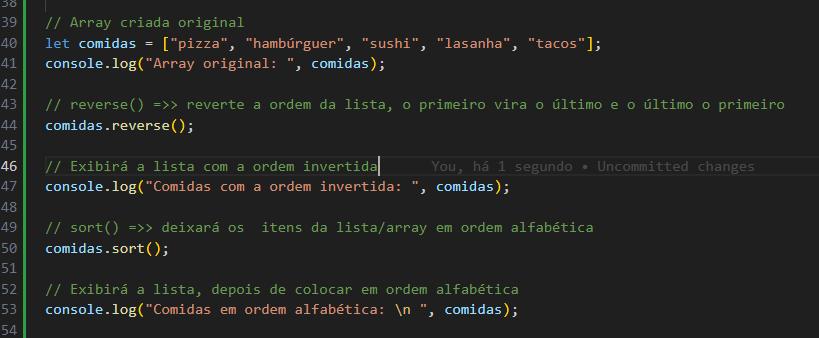 38
39 // Array criada original
40 let comidas = ["pizza", "hambúrguer", "sushi", "lasanha", "tacos"];
41 console.log("Array original: ", comidas);
42
43 // reverse() =>> reverte a ordem da lista, o primeiro vira o último e o último o primeiro
44 comidas.reverse();
45
46 // Exibirá a lista com a ordem invertida You, há 1 segundo • Uncommitted changes
47 console.log("Comidas com a ordem invertida: ", comidas);
48
49 // sort() =>> deixará os  itens da lista/array em ordem alfabética
50 comidas.sort();
51
52 // Exibirá a lista, depois de colocar em ordem alfabética
53 console.log("Comidas em ordem alfabética: \n ", comidas);
54